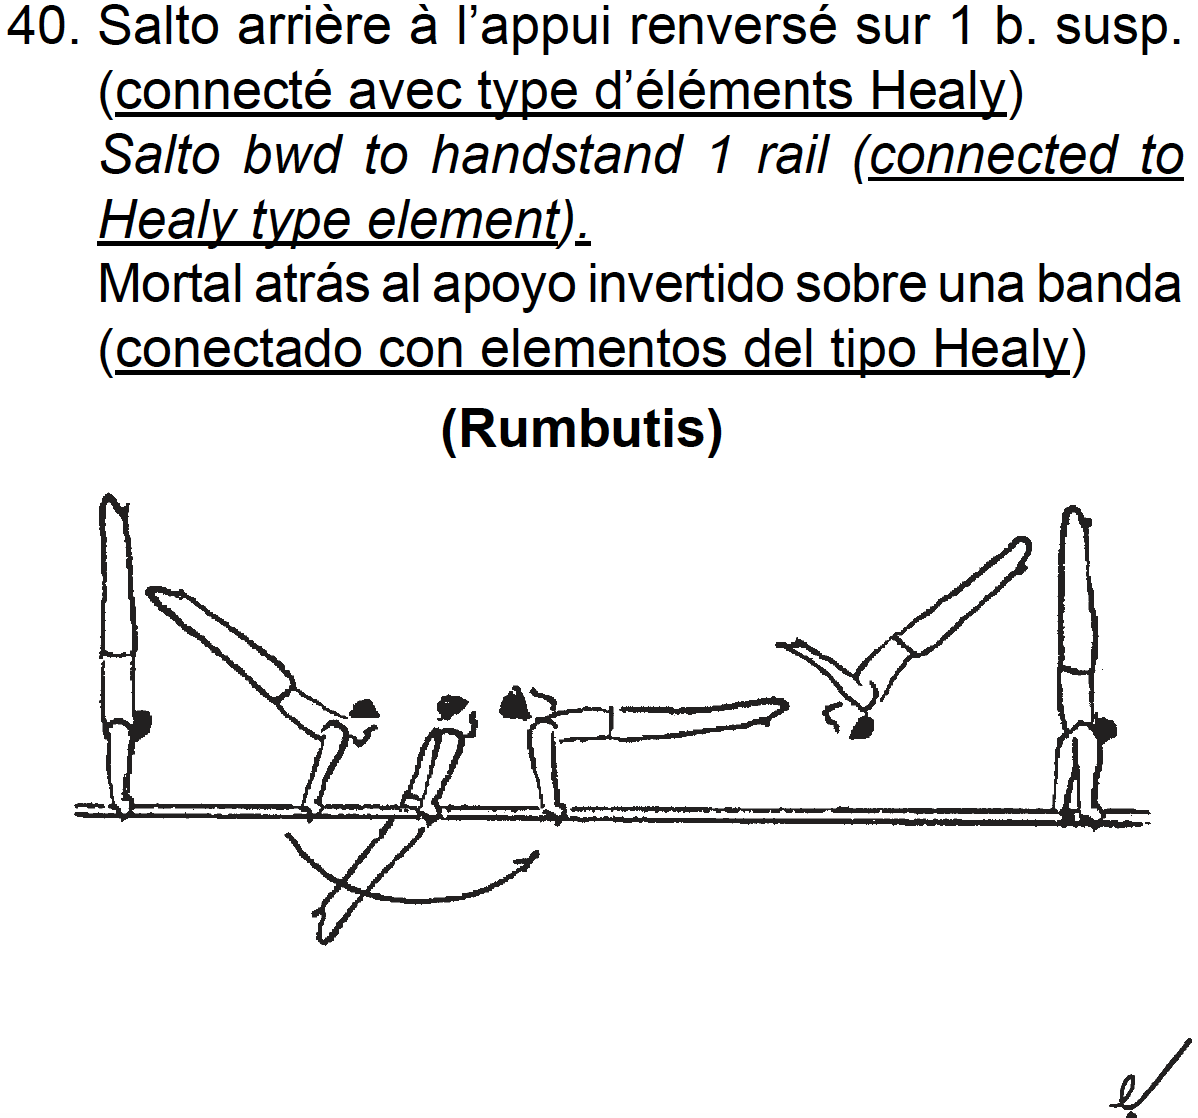 40. Salto arrière à l’appui renversé sur 1 b. susp.
(connecté avec type d’éléments Healy)
Salto bwd to handstand 1 rail (connected to
Healy type element).
Mortal atrás al apoyo invertido sobre una banda
(conectado con elementos del tipo Healy)
(Rumbutis)